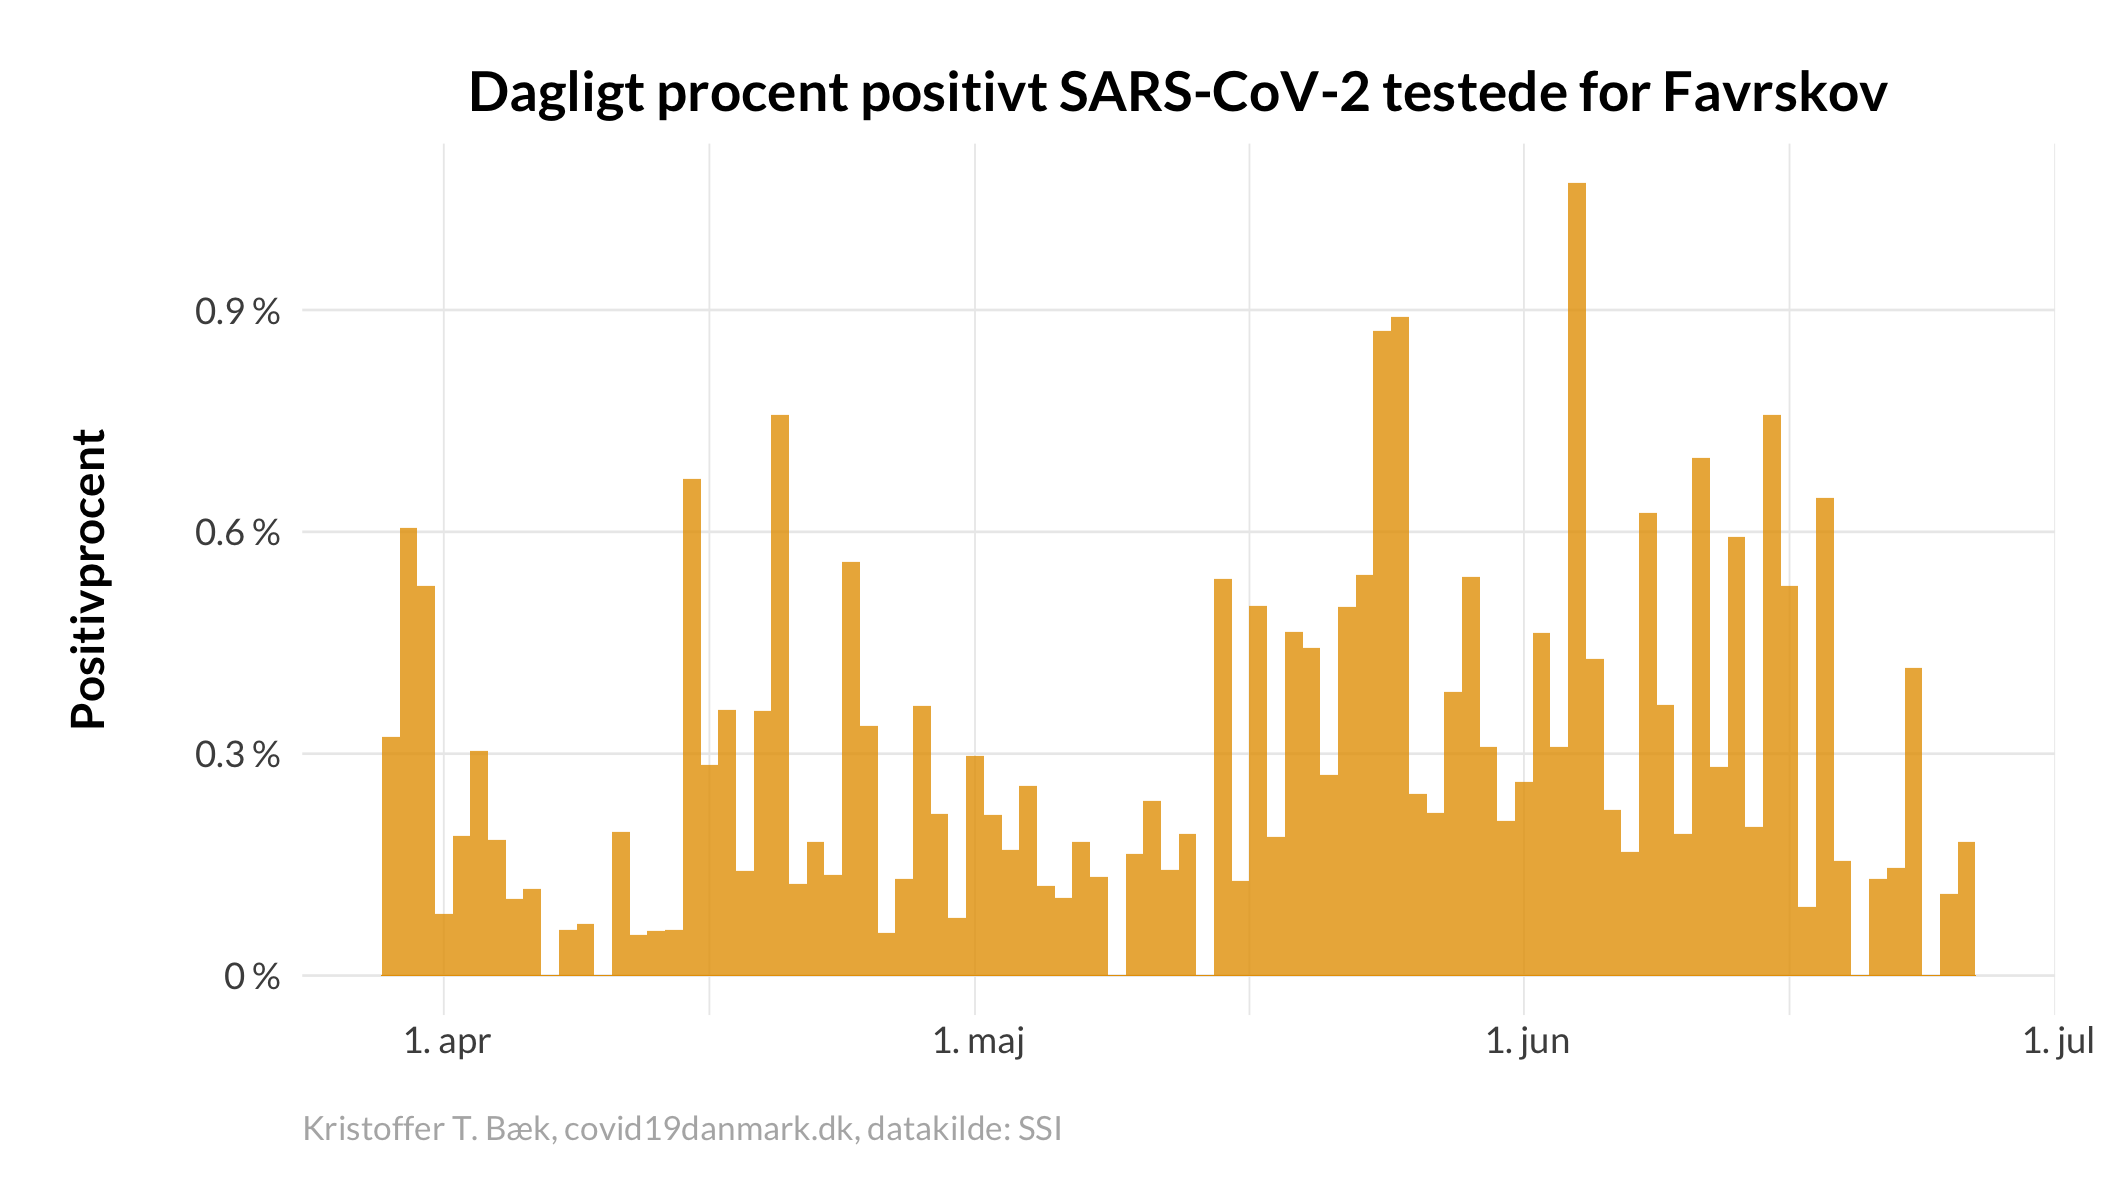 Dagligt procent positivt SARS-CoV-2 testede for Favrskov
Positivprocent
0.9 %
0.6 %
0.3 %
0 %
1. apr
1. maj
1. jun
1. jul
Kristoffer T. Bæk, covid19danmark.dk, datakilde: SSI